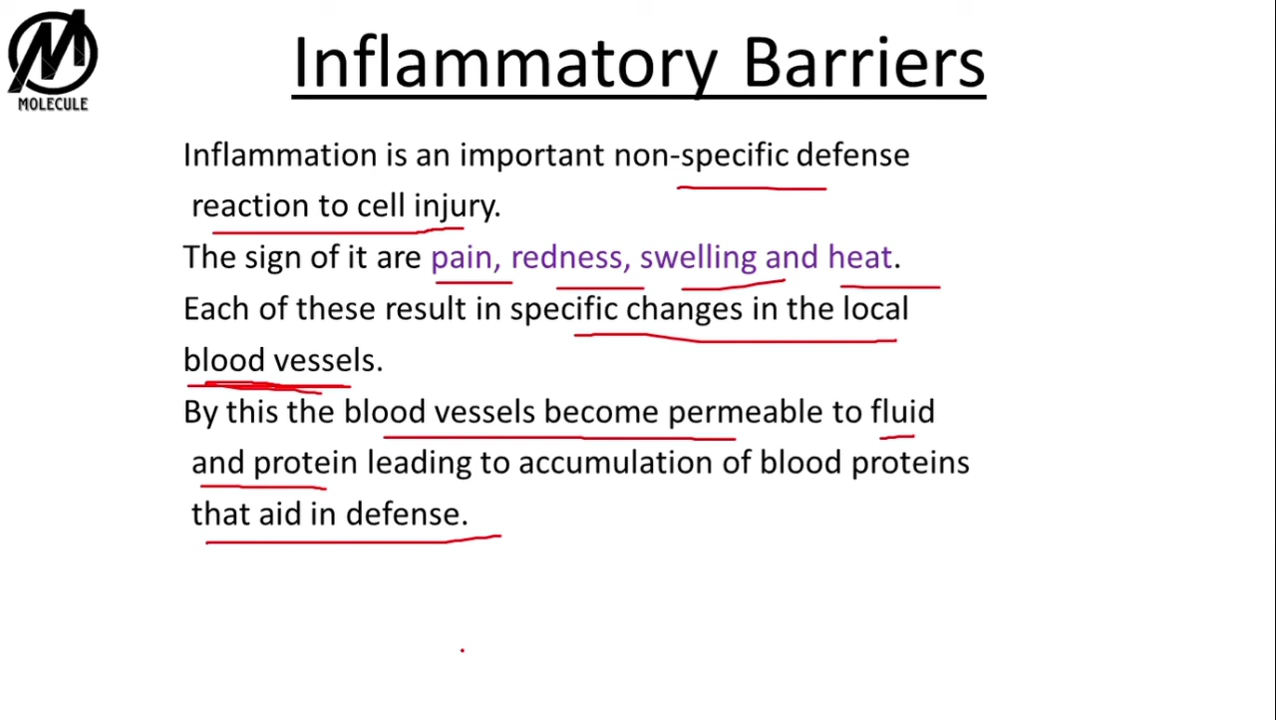 MOLECULE
Inflammatory Barriers
Inflammation is an important non-specific defense
reaction to cell injury.
The sign of it are pain, redness, swelling and heat.
Each of these result in specific changes in the local
blood vessels.
By this the blood vessels become permeable to fluid
and protein leading to accumulation of blood proteins
that aid in defense.